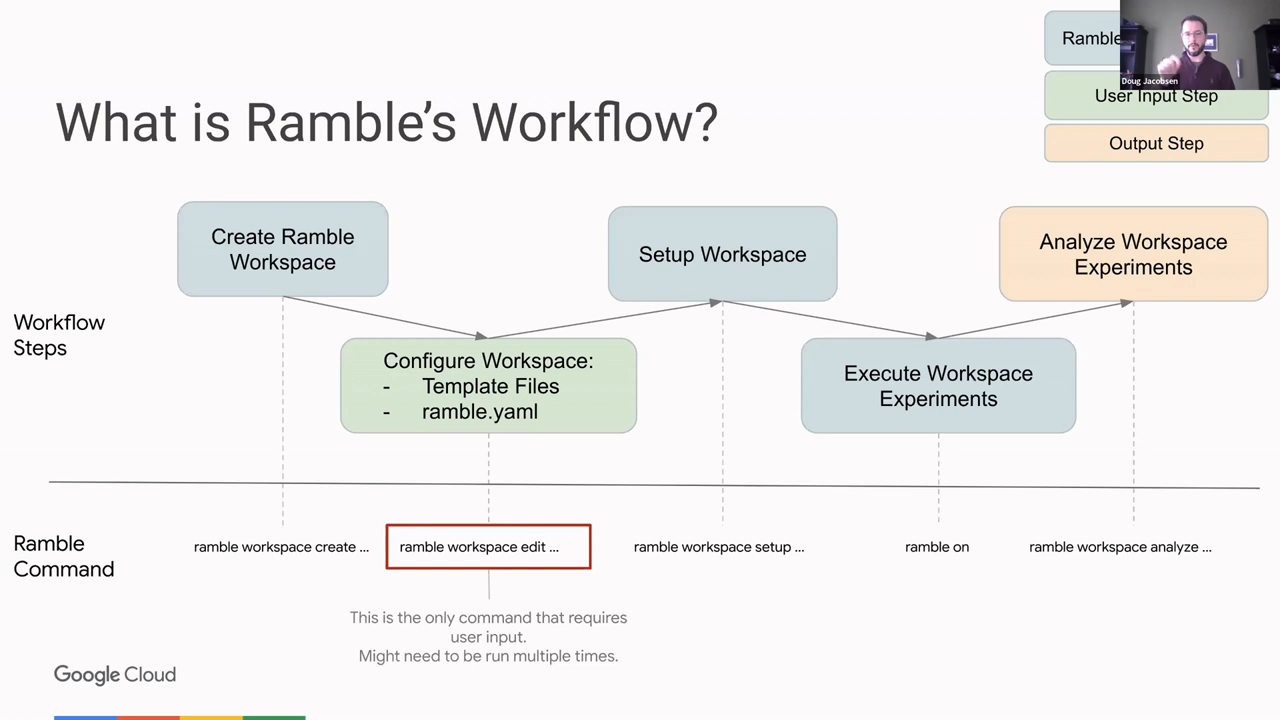 Ramble
Doug Jacobsen
User Input Step
Output Step
What is Ramble's Workflow?
Create Ramble
Workspace
Setup Workspace
Analyze Workspace
Experiments
Workflow
Steps
Configure Workspace:
- Template Files
- ramble.yaml
Execute Workspace
Experiments
Ramble
Command
ramble workspace create ...
ramble workspace edit ...
ramble workspace setup ...
ramble on
ramble workspace analyze ...
This is the only command that requires
user input.
Might need to be run multiple times.
Google Cloud